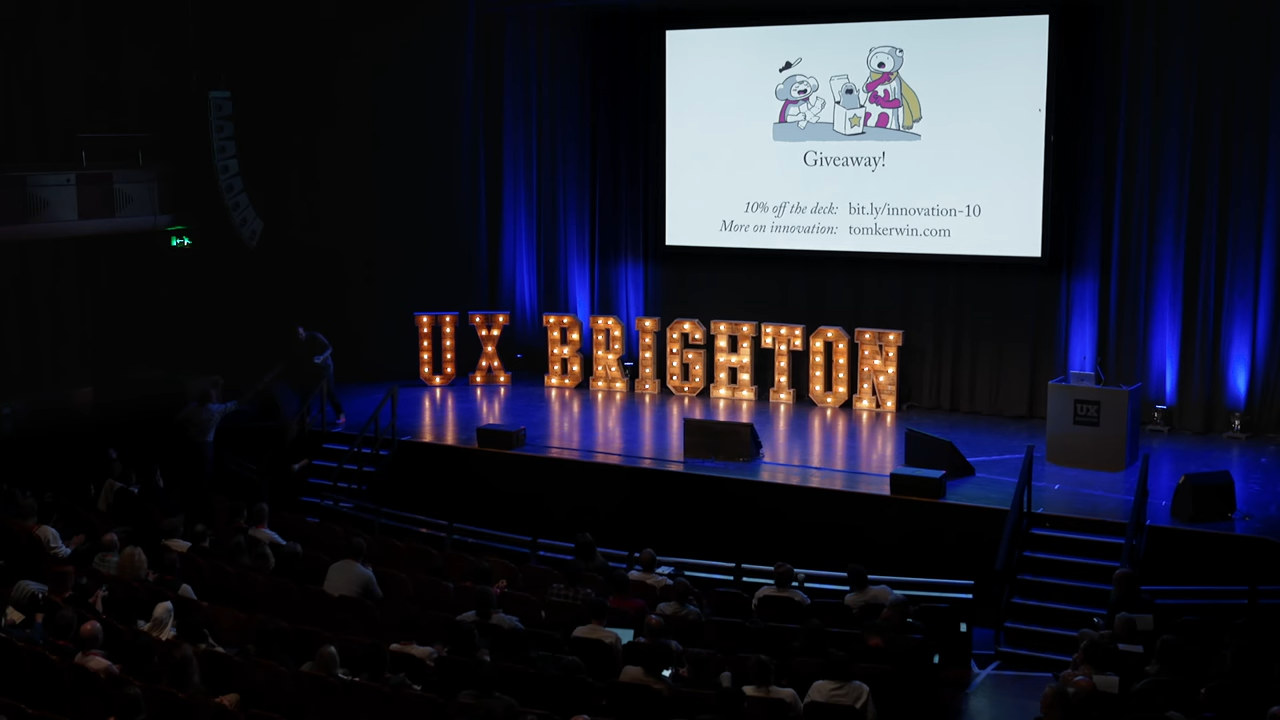 Giveaway!
10% off the deck: bit.ly/innovation-10
More on innovation: tomkerwin.com
UX BRIGHTON
UX